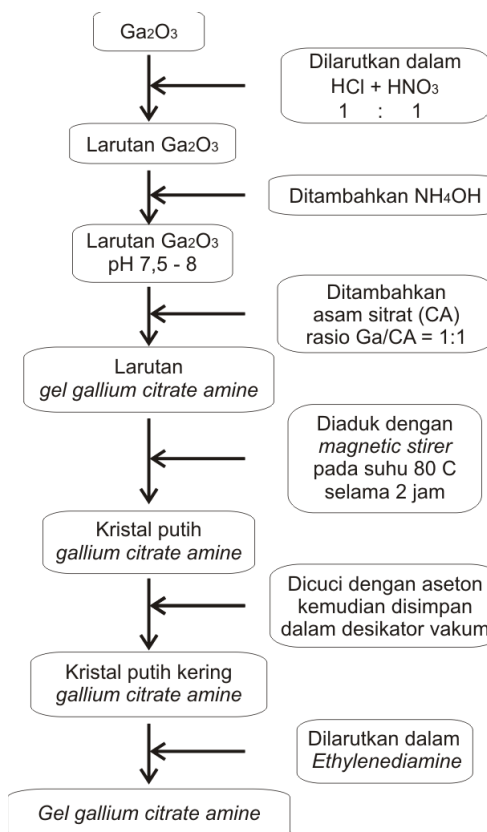 Ga₂O₃
Dilarutkan dalam
HCl + HNO₃
1 : 1
Larutan Ga₂O₃
Ditambahkan NH₄OH
Larutan Ga₂O₃
pH 7,5 - 8
Ditambahkan
asam sitrat (CA)
rasio Ga/CA = 1:1
Larutan
gel gallium citrate amine
Diaduk dengan
magnetic stirer
pada suhu 80 C
selama 2 jam
Kristal putih
gallium citrate amine
Dicuci dengan aseton
kemudian disimpan
dalam desikator vakum
Kristal putih kering
gallium citrate amine
Dilarutkan dalam
Ethylenediamine
Gel gallium citrate amine